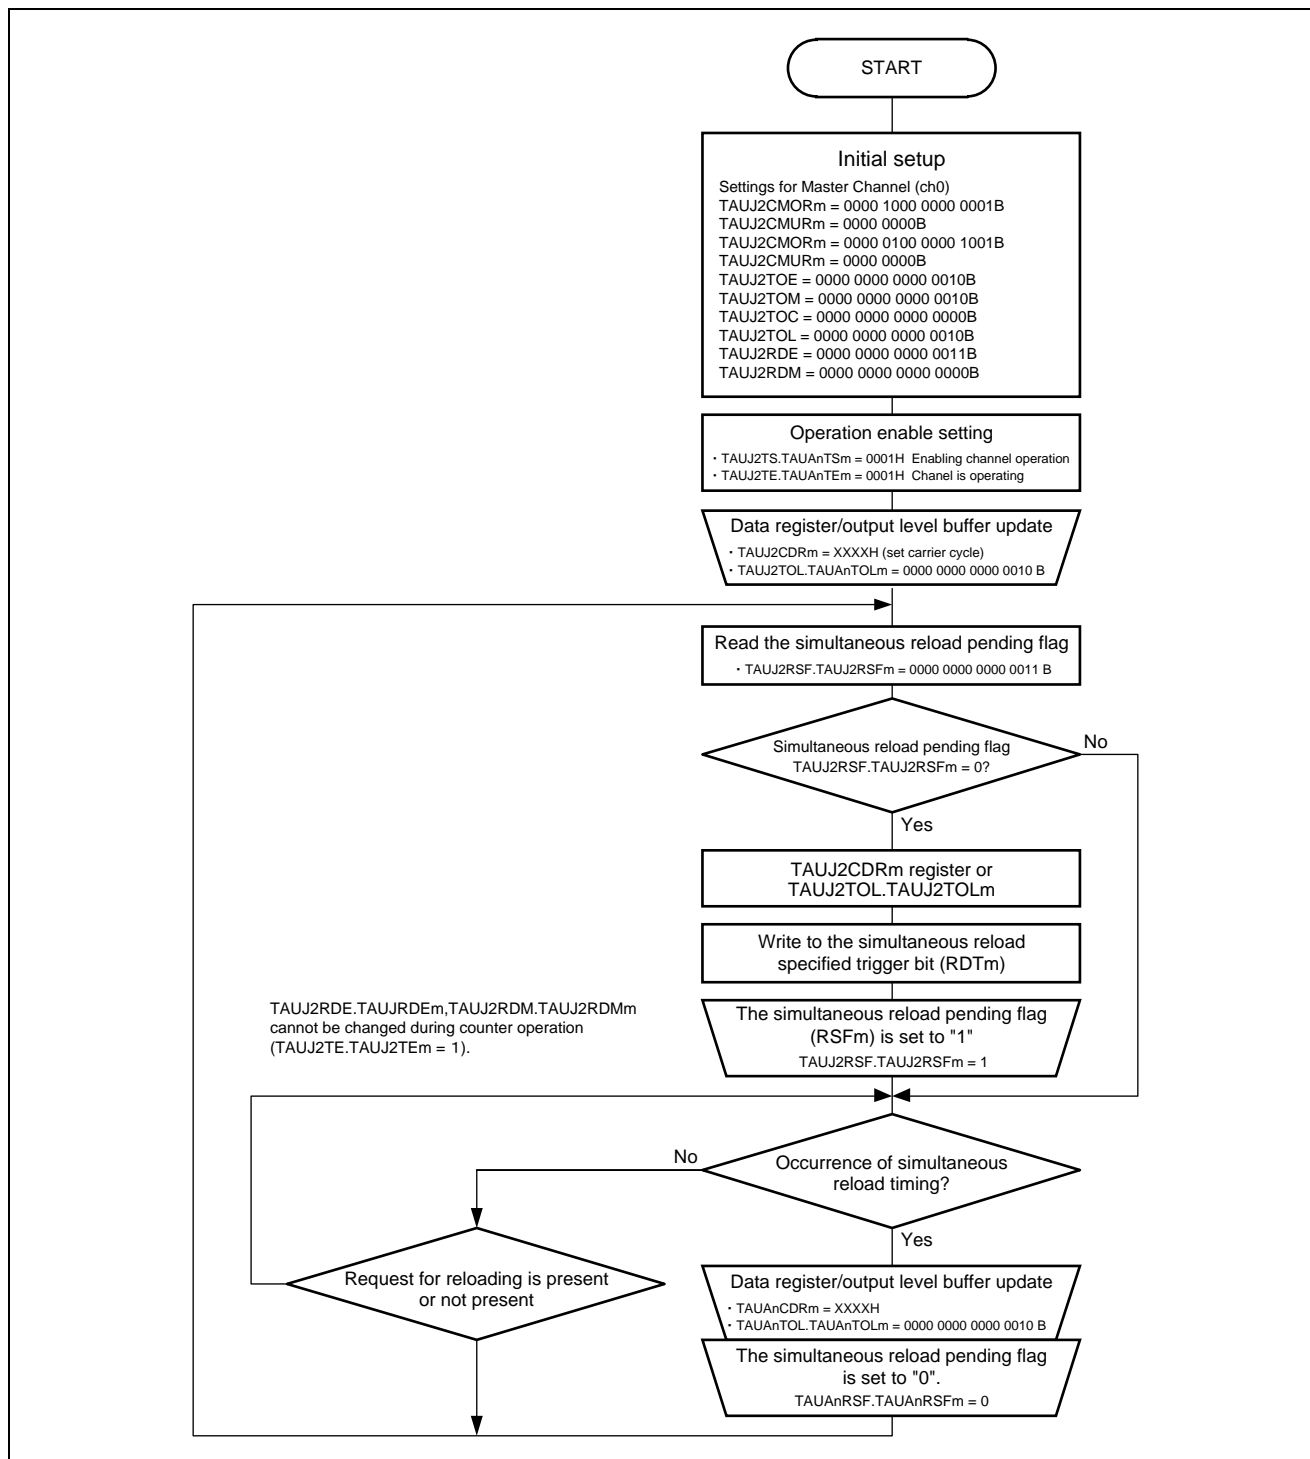 START
Initial setup
Settings for Master Channel (ch0)
TAUJ2CMORm = 0000 1000 0000 0001B
TAUJ2CMURm = 0000 0000B
TAUJ2CMORm = 0000 0100 0000 1001B
TAUJ2CMURm = 0000 0000B
TAUJ2TOE = 0000 0000 0000 0010B
TAUJ2TOM = 0000 0000 0000 0010B
TAUJ2TOC = 0000 0000 0000 0000B
TAUJ2TOL = 0000 0000 0000 0010B
TAUJ2RDE = 0000 0000 0000 0011B
TAUJ2RDM = 0000 0000 0000 0000B
Operation enable setting
・TAUJ2TS.TAUAnTSm = 0001H Enabling channel operation
・TAUJ2TE.TAUAnTEm = 0001H Chanel is operating
Data register/output level buffer update
・TAUJ2CDRm = XXXXH (set carrier cycle)
・TAUJ2TOL.TAUAnTOLm = 0000 0000 0000 0010 B
Read the simultaneous reload pending flag
・TAUJ2RSF.TAUJ2RSFm = 0000 0000 0000 0011 B
Simultaneous reload pending flag
TAUJ2RSF.TAUJ2RSFm = 0?
No
Yes
TAUJ2CDRm register or
TAUJ2TOL.TAUJ2TOLm
Write to the simultaneous reload
specified trigger bit (RDTm)
The simultaneous reload pending flag
(RSFm) is set to "1"
TAUJ2RSF.TAUJ2RSFm = 1
TAUJ2RDE.TAUJRDEm,TAUJ2RDM.TAUJ2RDMm
cannot be changed during counter operation
(TAUJ2TE.TAUJ2TEm = 1).
Occurrence of simultaneous
reload timing?
No
Yes
Request for reloading is present
or not present
Data register/output level buffer update
・TAUAnCDRm = XXXXH
・TAUAnTOL.TAUAnTOLm = 0000 0000 0000 0010 B
The simultaneous reload pending flag
is set to "0".
TAUAnRSF.TAUAnRSFm = 0